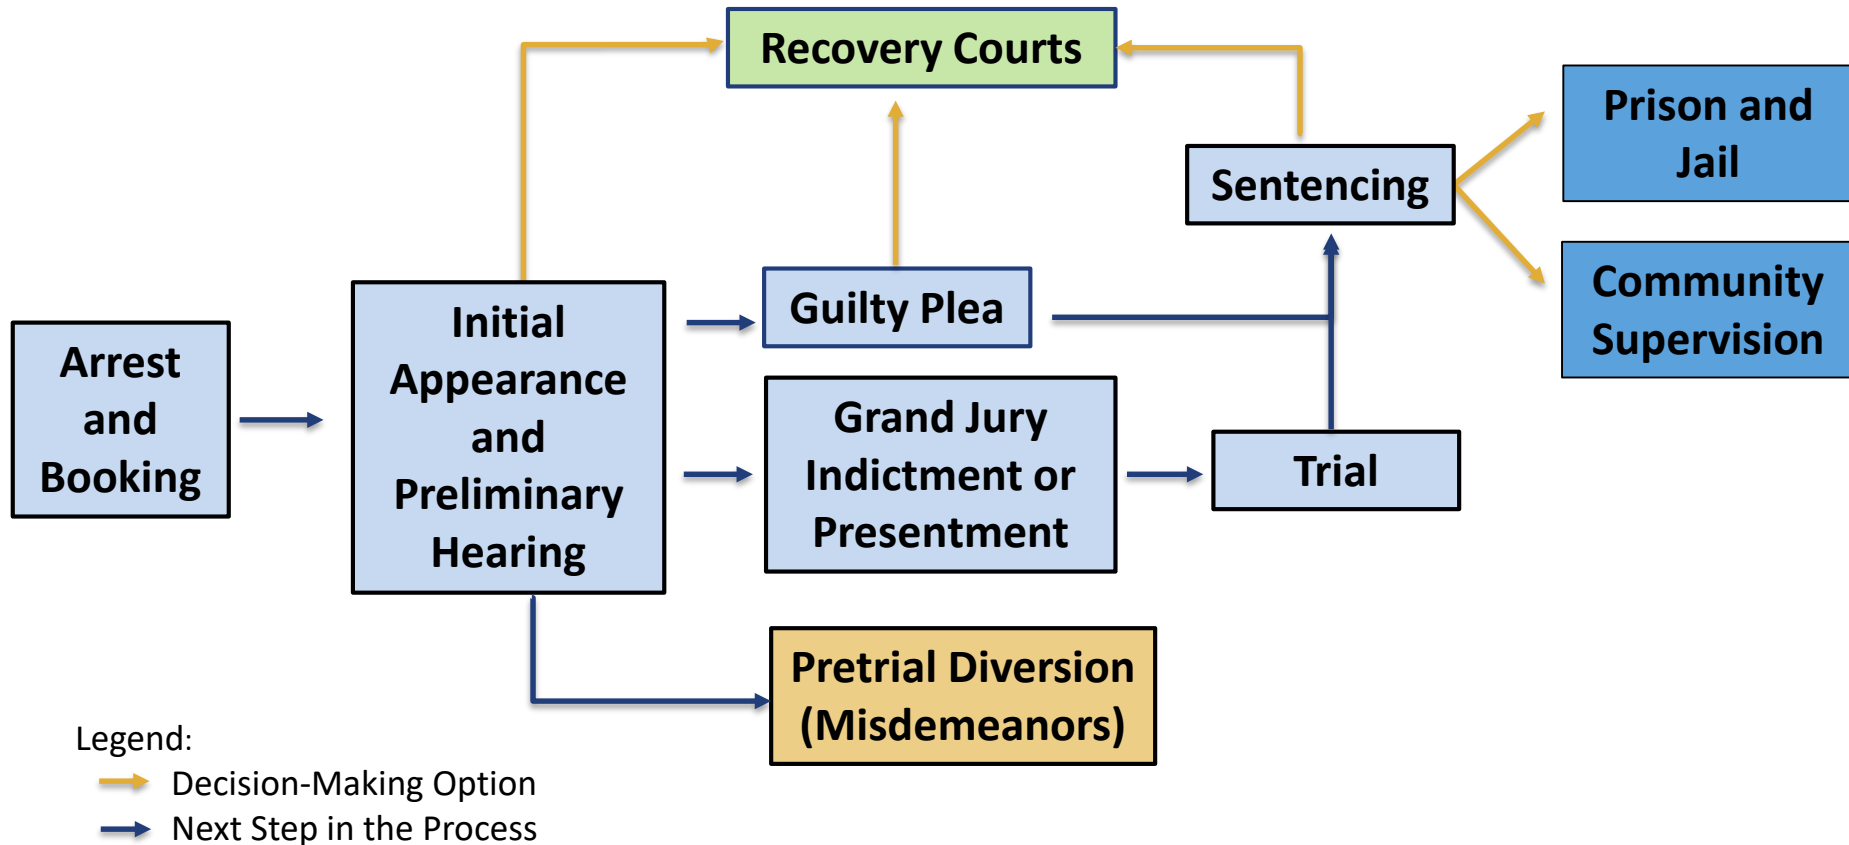 Recovery Courts
Prison and
Jail
Sentencing
Community
Supervision
Guilty Plea
Initial
Appearance
and
Preliminary
Hearing
Arrest
and
Booking
Grand Jury
Indictment or
Presentment
Trial
Pretrial Diversion
(Misdemeanors)
Legend:
Decision-Making Option
Next Step in the Process